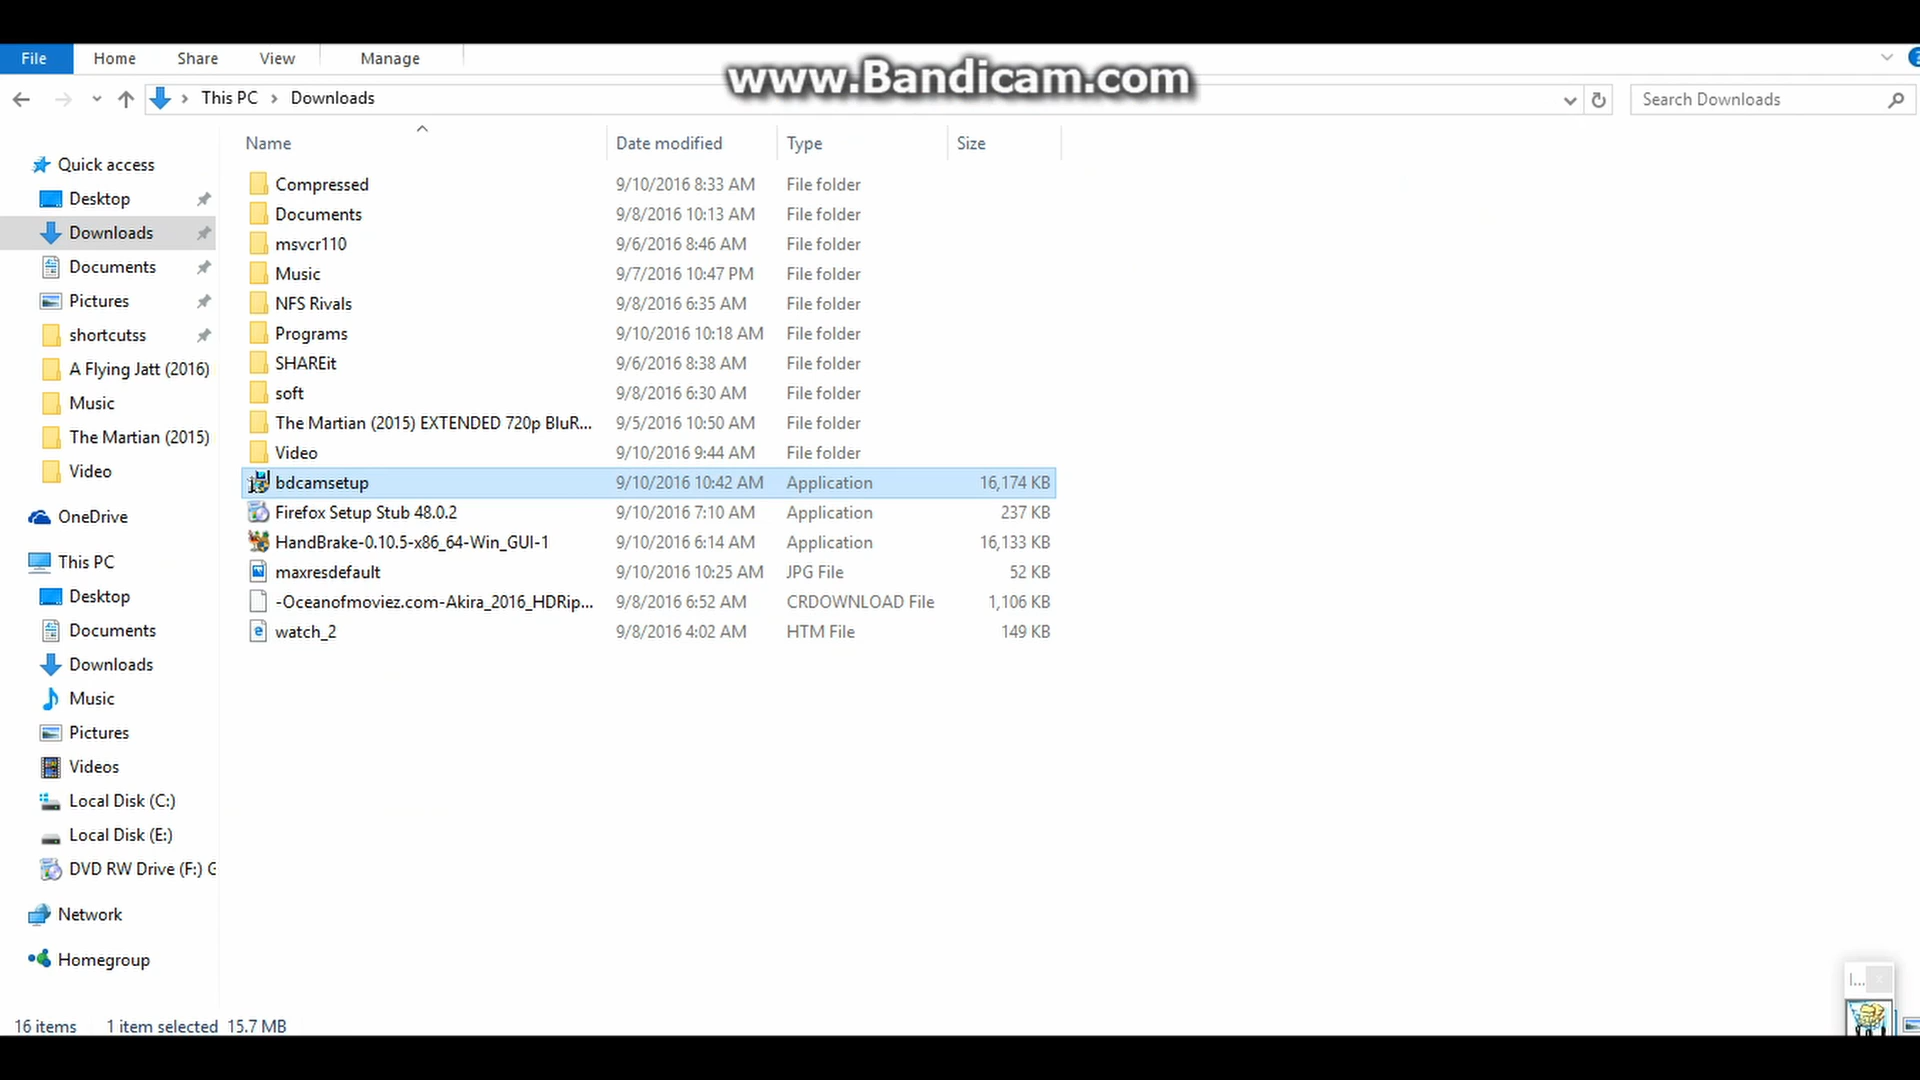 File Home Share View Manage
www.Bandicam.com
This PC Downloads Search Downloads
Name Date modified Type Size
Quick access
Desktop
Downloads
Documents
Pictures
shortcutss
A Flying Jatt (2016)
Music
The Martian (2015)
Video
OneDrive
This PC
Desktop
Documents
Downloads
Music
Pictures
Videos
Local Disk (C:)
Local Disk (E:)
DVD RW Drive (F:) G
Network
Homegroup
Compressed 9/10/2016 8:33 AM File folder
Documents 9/8/2016 10:13 AM File folder
msvcr110 9/6/2016 8:46 AM File folder
Music 9/7/2016 10:47 PM File folder
NFS Rivals 9/8/2016 6:35 AM File folder
Programs 9/10/2016 10:18 AM File folder
SHAREit 9/6/2016 8:38 AM File folder
soft 9/8/2016 6:30 AM File folder
The Martian (2015) EXTENDED 720p BluR... 9/5/2016 10:50 AM File folder
Video 9/10/2016 9:44 AM File folder
bdcamsetup 9/10/2016 10:42 AM Application 16,174 KB
Firefox Setup Stub 48.0.2 9/10/2016 7:10 AM Application 237 KB
HandBrake-0.10.5-x86_64-Win_GUI-1 9/10/2016 6:14 AM Application 16,133 KB
maxresdefault 9/10/2016 10:25 AM JPG File 52 KB
-Oceanofmoviez.com-Akira_2016_HDRip... 9/8/2016 6:52 AM CRDOWNLOAD File 1,106 KB
watch_2 9/8/2016 4:02 AM HTM File 149 KB
16 items 1 item selected 15.7 MB